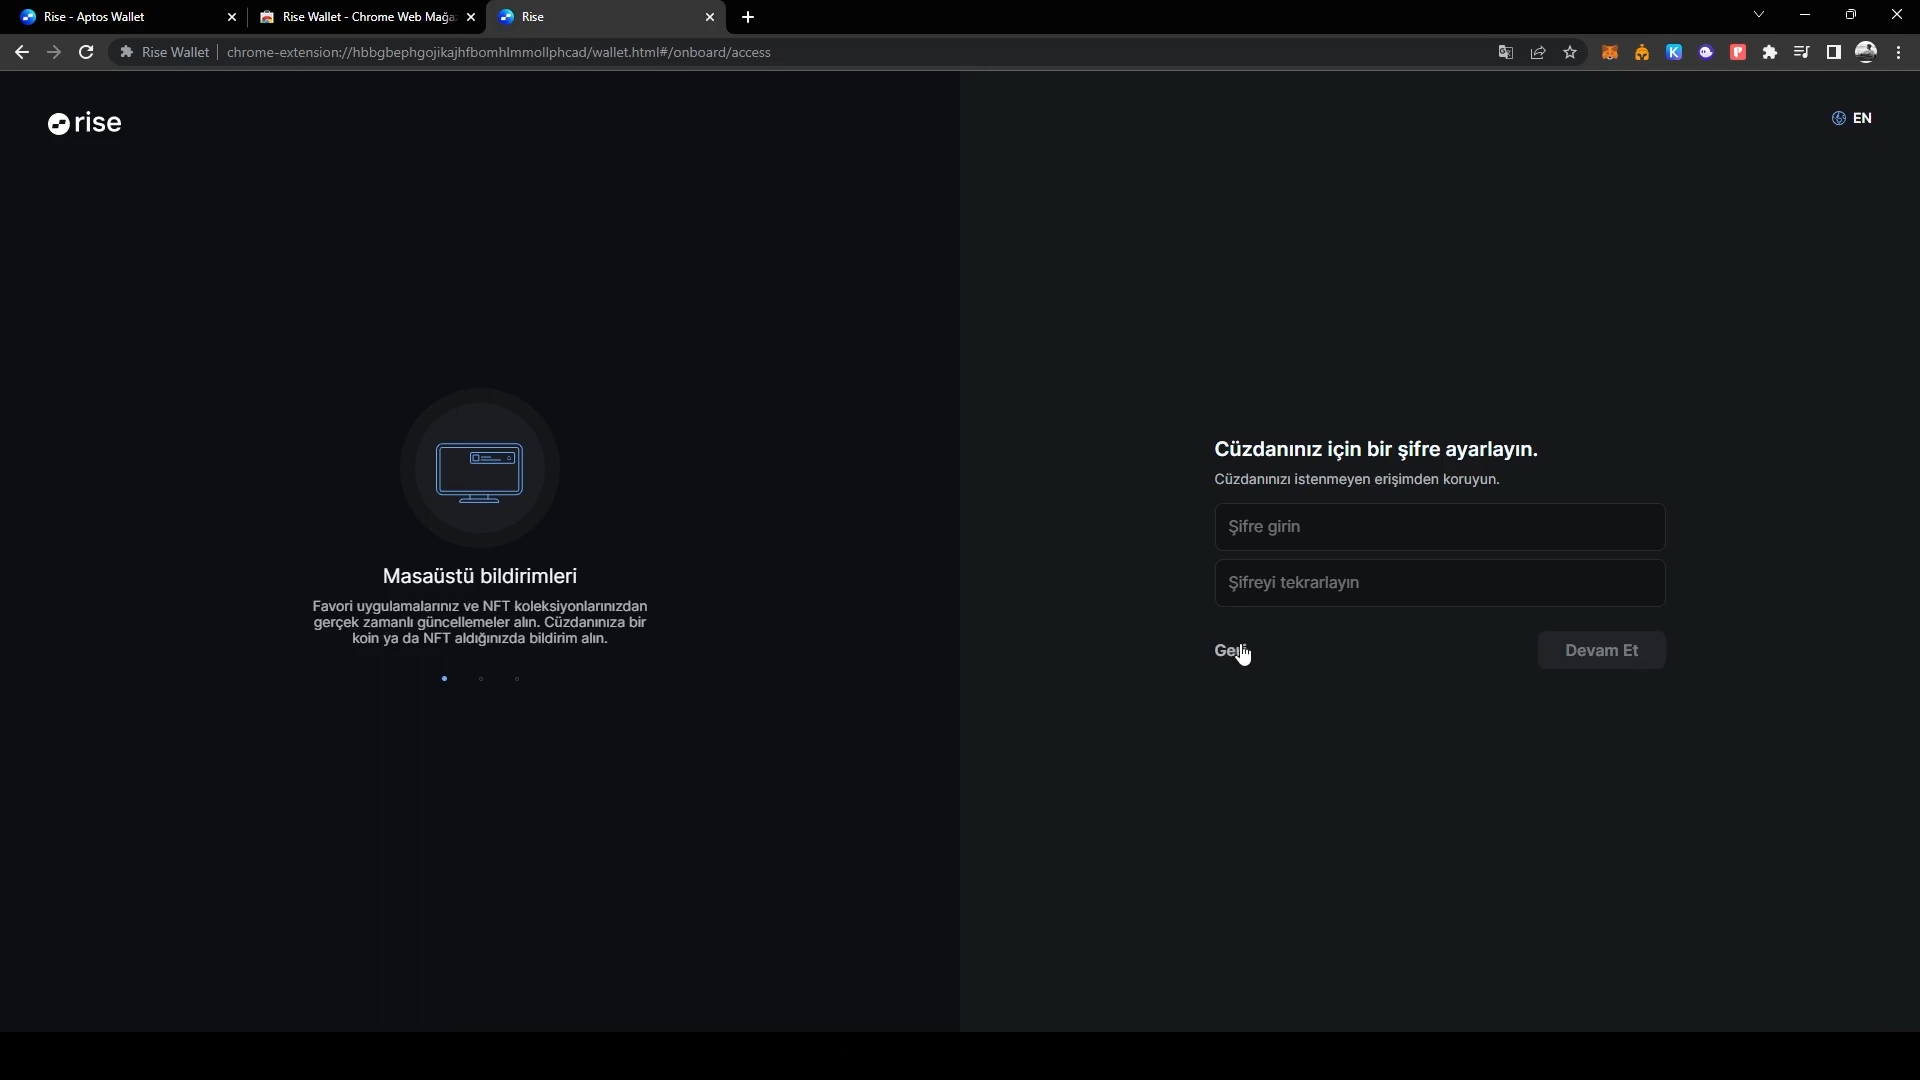 Rise - Aptos Wallet
Rise Wallet - Chrome Web Mağa
Rise
Rise Wallet
chrome-extension://hbbgbephgojikajhfbomhlmmollphcad/wallet.html#/onboard/access
rise
EN
Masaüstü bildirimleri
Favori uygulamalarınız ve NFT koleksiyonlarınızdan
gerçek zamanlı güncellemeler alın. Cüzdanınıza bir
koin ya da NFT aldığınızda bildirim alın.
Cüzdanınız için bir şifre ayarlayın.
Cüzdanınızı istenmeyen erişimden koruyun.
Şifre girin
Şifreyi tekrarlayın
Geri
Devam Et